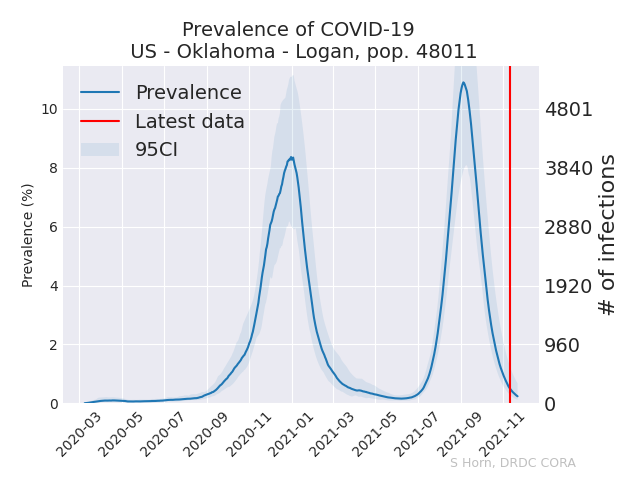 Prevalence of COVID-19
US - Oklahoma - Logan, pop. 48011
Prevalence
Latest data
95CI
Prevalence (%)
10
8
6
4
2
0
4801
3840
2880
1920
960
0
# of infections
2020-03
2020-05
2020-07
2020-09
2020-11
2021-01
2021-03
2021-05
2021-07
2021-09
2021-11
S Horn, DRDC CORA